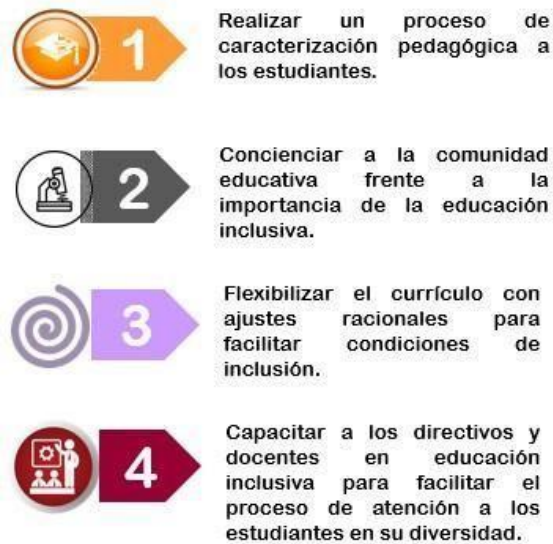 1
Realizar un proceso de
caracterización pedagógica a
los estudiantes.
2
Concienciar a la comunidad
educativa frente a la
importancia de la educación
inclusiva.
3
Flexibilizar el currículo con
ajustes racionales para
facilitar condiciones de
inclusión.
4
Capacitar a los directivos y
docentes en educación
inclusiva para facilitar el
proceso de atención a los
estudiantes en su diversidad.